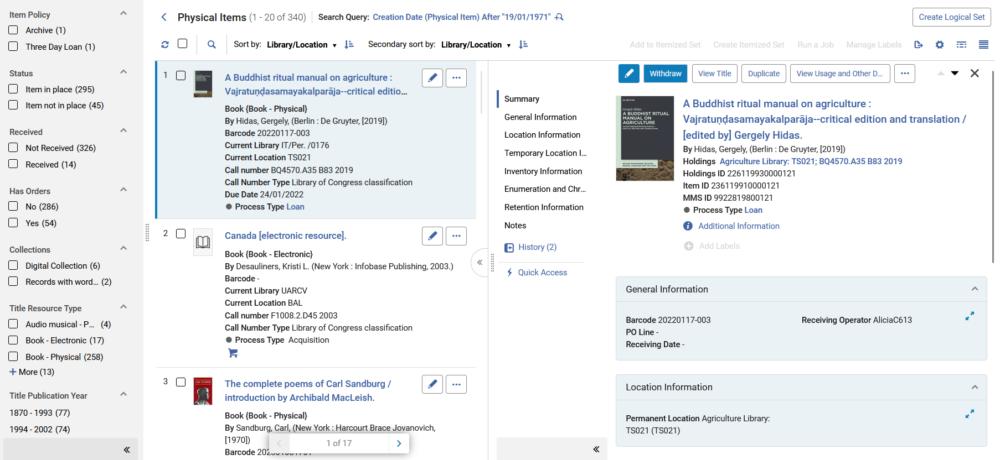 Item Policy
Archive (1)
Three Day Loan (1)
Status
Item in place (295)
Item not in place (45)
Received
Not Received (326)
Received (14)
Has Orders
No (286)
Yes (54)
Collections
Digital Collection (6)
Records with word... (2)
Title Resource Type
Audio musical - P... (4)
Book - Electronic (17)
Book - Physical (258)
More (13)
Title Publication Year
1870 - 1993 (77)
1994 - 2002 (74)
Physical Items (1 - 20 of 340)
Search Query: Creation Date (Physical Item) After "19/01/1971"
Create Logical Set
Sort by: Library/Location
Secondary sort by: Library/Location
Add to Itemized Set
Create Itemized Set
Run a Job
Manage Labels
1
A Buddhist ritual manual on agriculture :
Vajratuṇḍasamayakalparāja--critical editio...
Book {Book - Physical}
By Hidas, Gergely, (Berlin : De Gruyter, [2019])
Barcode 20220117-003
Current Library IT/Per. /0176
Current Location TS021
Call number BQ4570.A35 B83 2019
Call Number Type Library of Congress classification
Due Date 24/01/2022
Process Type Loan
2
Canada [electronic resource].
Book {Book - Electronic}
By Desauliners, Kristi L. (New York : Infobase Publishing, 2003.)
Barcode -
Current Library UARCV
Current Location BAL
Call number F1008.2.D45 2003
Call Number Type Library of Congress classification
Process Type Acquisition
3
The complete poems of Carl Sandburg /
introduction by Archibald MacLeish.
Book {Book - Physical}
By Sandburg, Carl, (New York : Harcourt Brace Jovanovich,
[1970])
Barcode
1 of 17
Summary
General Information
Location Information
Temporary Location I...
Inventory Information
Enumeration and Chr...
Retention Information
Notes
History (2)
Quick Access
Withdraw
View Title
Duplicate
View Usage and Other D...
Gergely Hidas
A BUDDHIST RITUAL
MANUAL ON
AGRICULTURE
A Buddhist ritual manual on agriculture :
Vajratuṇḍasamayakalparāja--critical edition and translation /
[edited by] Gergely Hidas.
By Hidas, Gergely, (Berlin : De Gruyter, [2019])
Holdings Agriculture Library: TS021; BQ4570.A35 B83 2019
Holdings ID 226119930000121
Item ID 236119910000121
MMS ID 9922819800121
Process Type Loan
Additional Information
Add Labels
General Information
Barcode 20220117-003
Receiving Operator AliciaC613
PO Line -
Receiving Date -
Location Information
Permanent Location Agriculture Library:
TS021 (TS021)